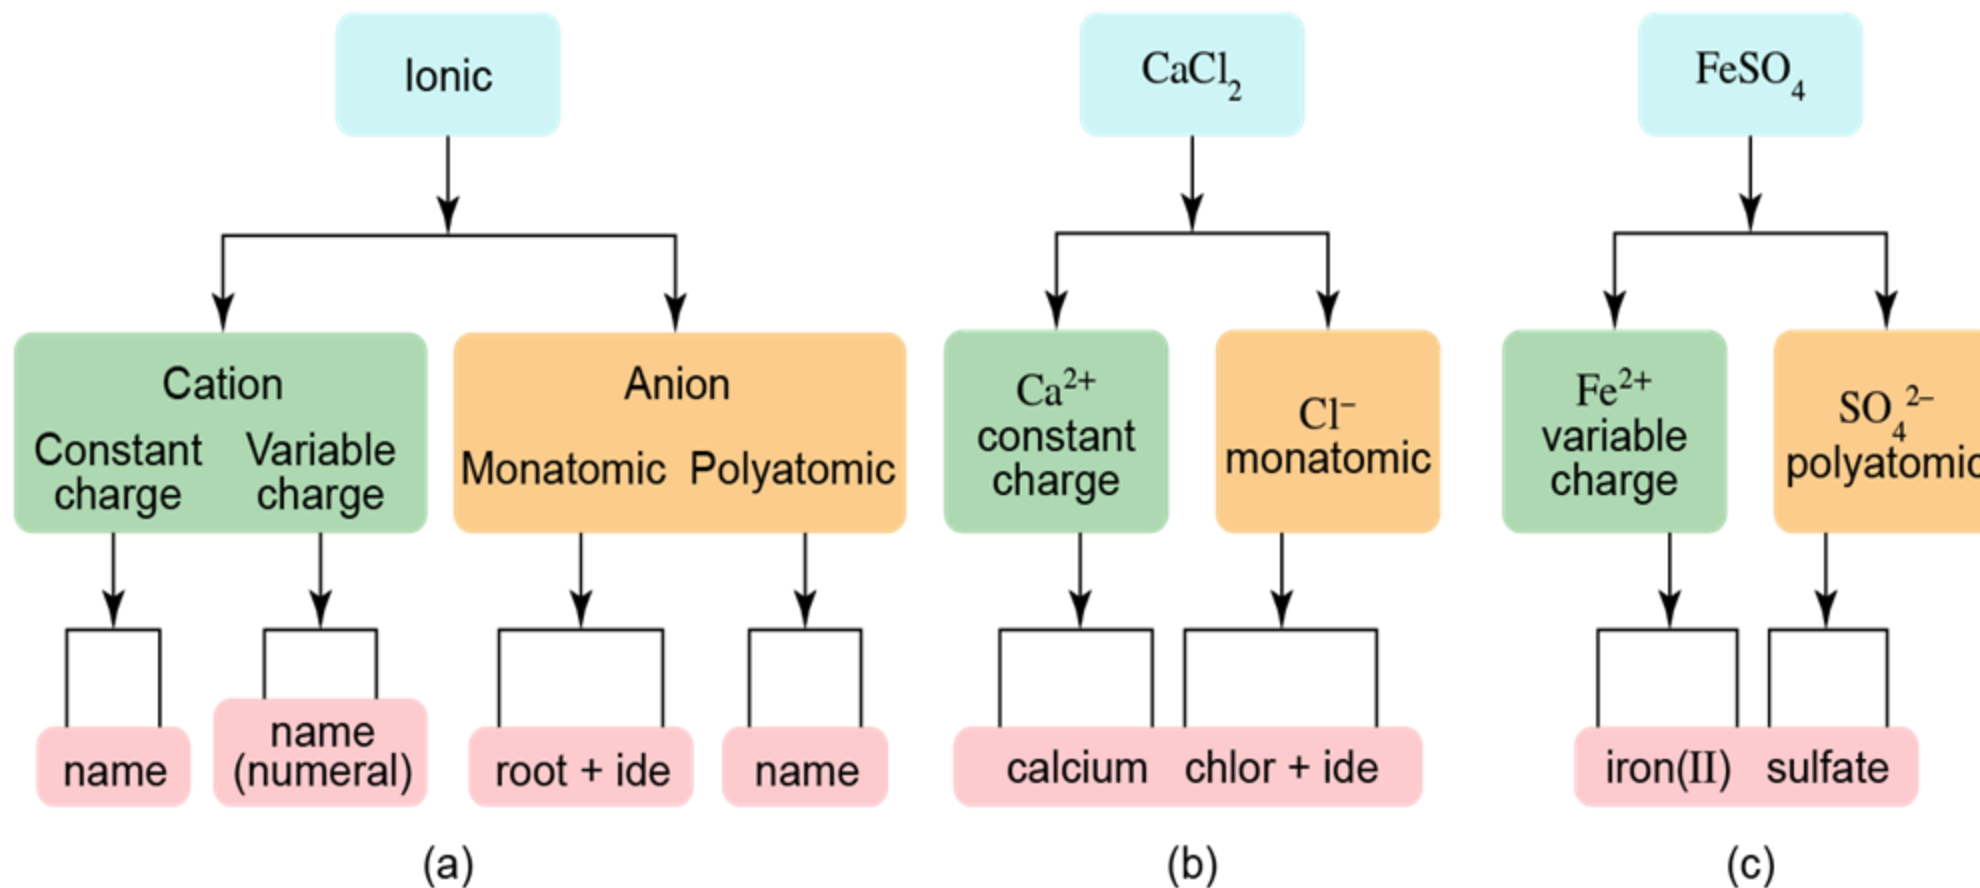 Ionic
Cation
Constant charge
Variable charge
Anion
Monatomic Polyatomic
name
name
(numeral)
root + ide
name
(a)
CaCl₂
Ca²⁺
constant
charge
Cl⁻
monatomic
calcium chlor + ide
(b)
FeSO₄
Fe²⁺
variable
charge
SO₄²⁻
polyatomic
iron(II) sulfate
(c)